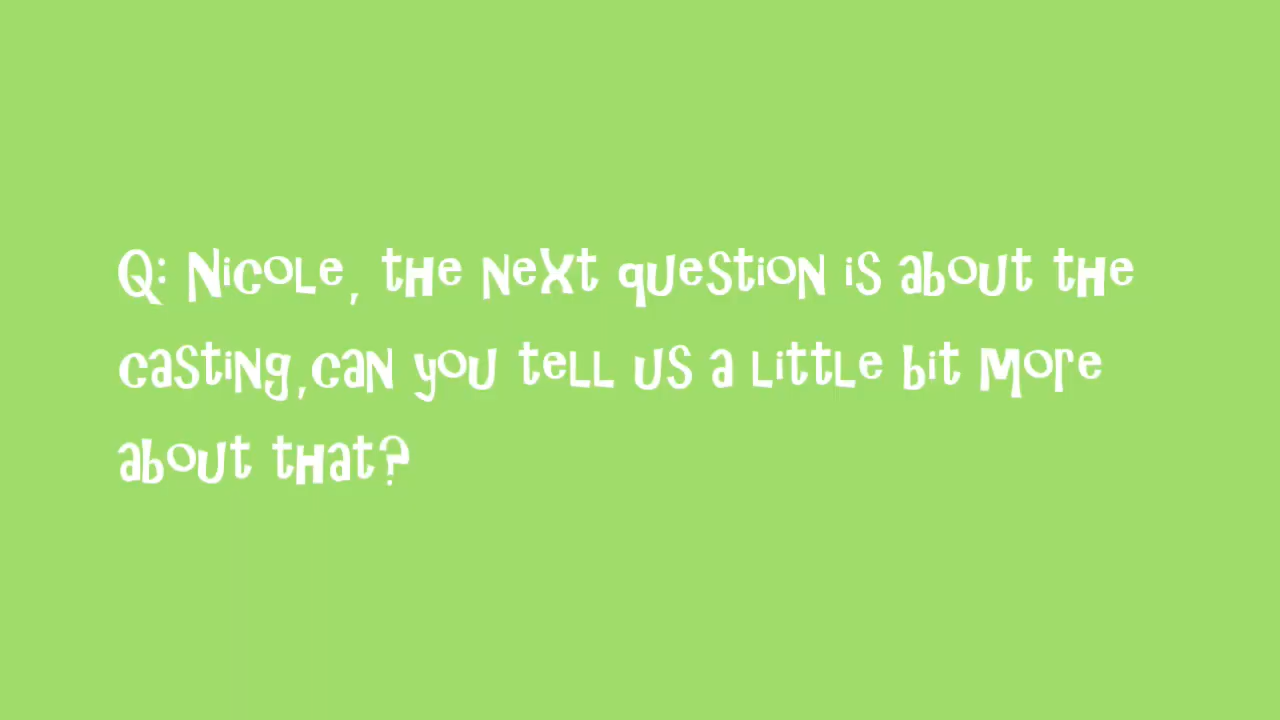 Q: Nicole, the next question is about the
casting,can you tell us a little bit more
about that?